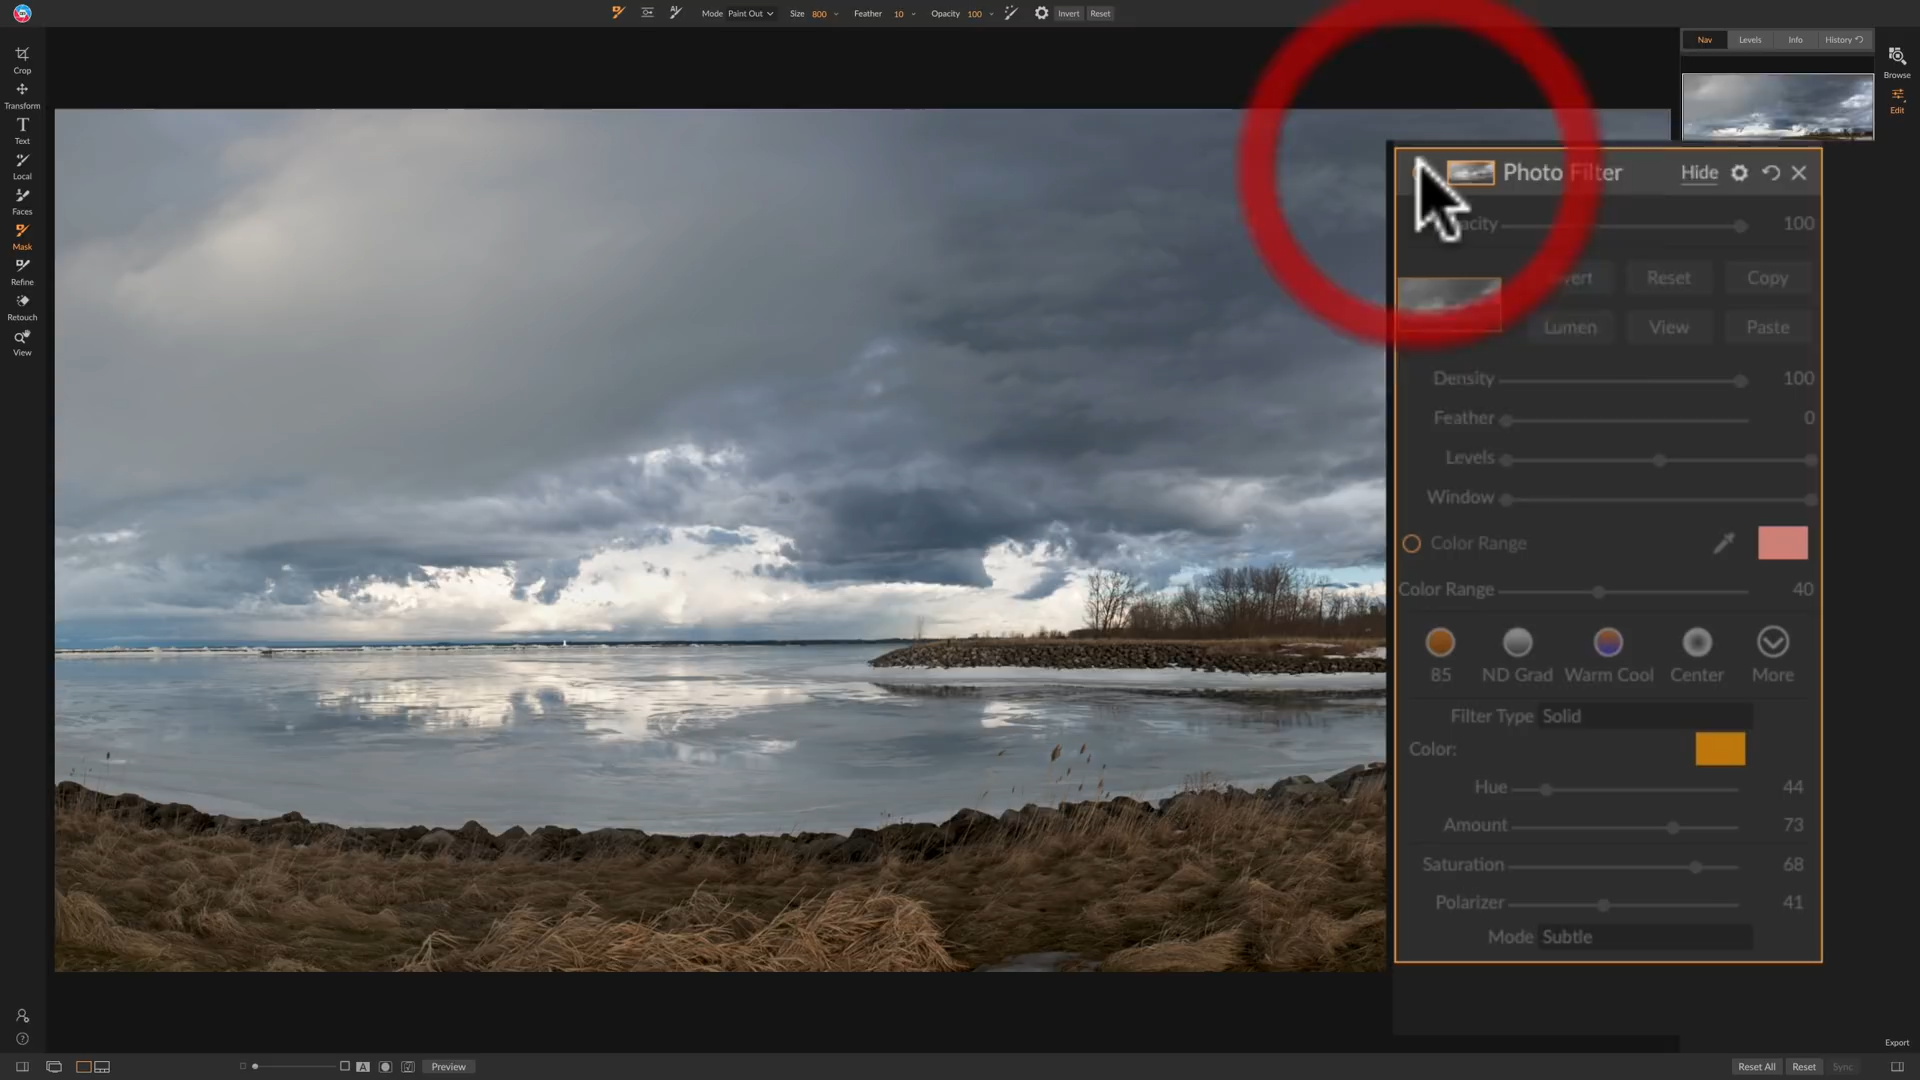 Mode Paint Out Size 800 Feather 10 Opacity 100 Invert Reset
Nav Levels Info History
Browse
Edit
Crop
Transform
Text
Local
Faces
Mask
Refine
Retouch
View
Photo Filter Hide
100
Reset Copy
Lumen View Paste
Density 100
Feather 0
Levels
Window
Color Range
Color Range 40
85 ND Grad Warm Cool Center More
Filter Type Solid
Color:
Hue 44
Amount 73
Saturation 68
Polarizer 41
Mode Subtle
Export
A Preview Reset All Reset Sync